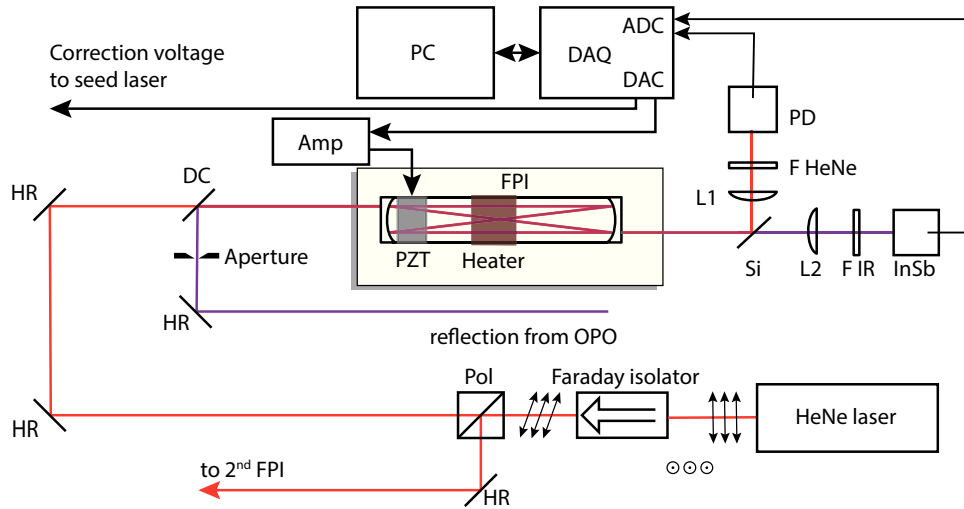 ADC
PC
DAQ
Correction voltage
to seed laser
DAC
PD
Amp
HR
DC
FPI
F HeNe
L1
Aperture
PZT
Heater
Si
L2
F IR
InSb
HR
reflection from OPO
Pol
Faraday isolator
HeNe laser
HR
to 2nd FPI
HR